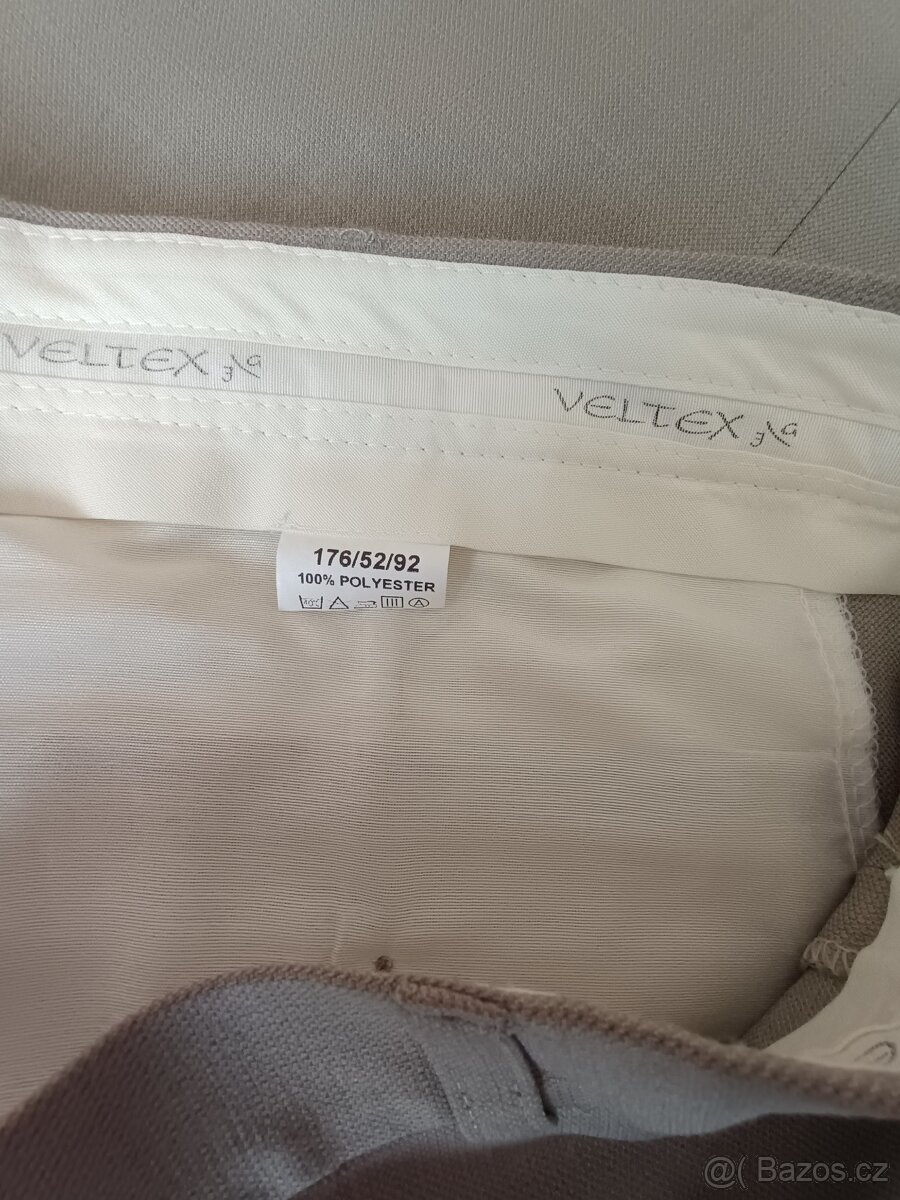 VELTEX
VELTEX
176/52/92
100% POLYESTER
@( Bazos.cz